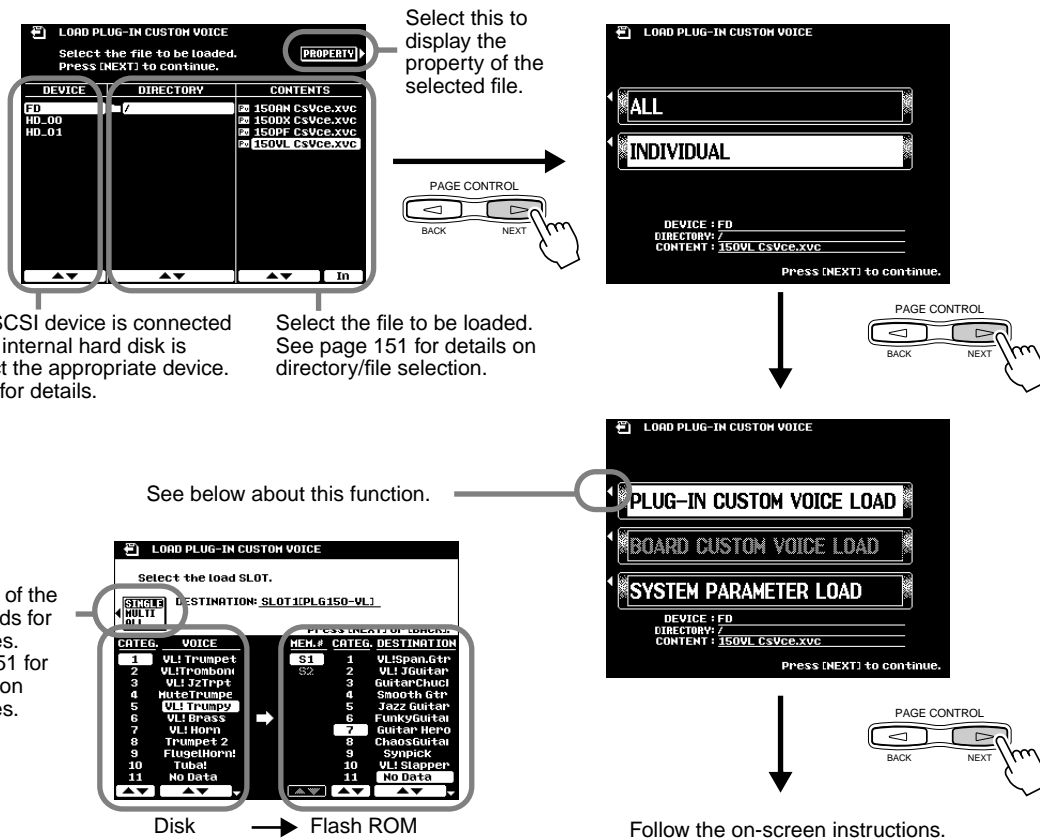 LOAD PLUG-IN CUSTOM VOICE
Select the file to be loaded.
Press [NEXT] to continue.
PROPERTY
DEVICE
DIRECTORY
CONTENTS
FD
HD_00
HD_01
/
150AN CsVce.xvc
150DX CsVce.xvc
150PF CsVce.xvc
150VL CsVce.xvc
In
Select this to
display the
property of the
selected file.
PAGE CONTROL
BACK
NEXT
LOAD PLUG-IN CUSTOM VOICE
ALL
INDIVIDUAL
DEVICE : FD
DIRECTORY: /
CONTENT : 150VL CsVce.xvc
Press [NEXT] to continue.
SCSI device is connected
internal hard disk is
ct the appropriate device.
for details.
Select the file to be loaded.
See page 151 for details on
directory/file selection.
PAGE CONTROL
BACK
NEXT
See below about this function.
LOAD PLUG-IN CUSTOM VOICE
PLUG-IN CUSTOM VOICE LOAD
BOARD CUSTOM VOICE LOAD
SYSTEM PARAMETER LOAD
DEVICE : FD
DIRECTORY: /
CONTENT : 150VL CsVce.xvc
Press [NEXT] to continue.
of the
ds for
es.
51 for
on
es.
LOAD PLUG-IN CUSTOM VOICE
Select the load SLOT.
SINGLE
MULTI
ALL
DESTINATION: SLOT1[PLG150-VL]
Press [NEXT] or [BACK].
CATEG. VOICE
1 VL! Trumpet
2 VL!Trombon
3 VL! JzTrpt
4 MuteTrumpe
5 VL! Trumpy
6 VL! Brass
7 VL! Horn
8 Trumpet 2
9 FlugelHorn!
10 Tuba!
11 No Data
MEM.# CATEG. DESTINATION
S1 1 VL!Span.Gtr
S2 2 VL! JGuitar
3 GuitarChucl
4 Smooth Gtr
5 Jazz Guitar
6 FunkyGuitar
7 Guitar Hero
8 ChaosGuitar
9 Synpick
10 VL! Slapper
11 No Data
Disk
Flash ROM
PAGE CONTROL
BACK
NEXT
Follow the on-screen instructions.